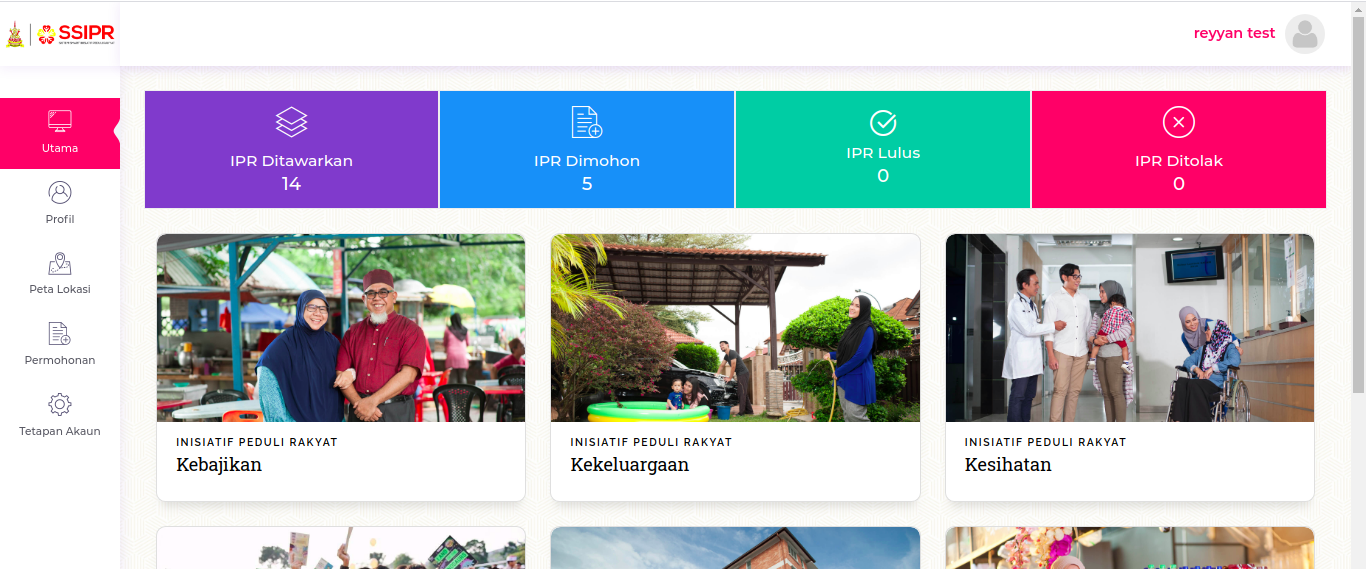 SSIPR
reyyan test
Utama
Profil
Peta Lokasi
Permohonan
Tetapan Akaun
IPR Ditawarkan
14
IPR Dimohon
5
IPR Lulus
0
IPR Ditolak
0
INISIATIF PEDULI RAKYAT
Kebajikan
INISIATIF PEDULI RAKYAT
Kekeluargaan
INISIATIF PEDULI RAKYAT
Kesihatan